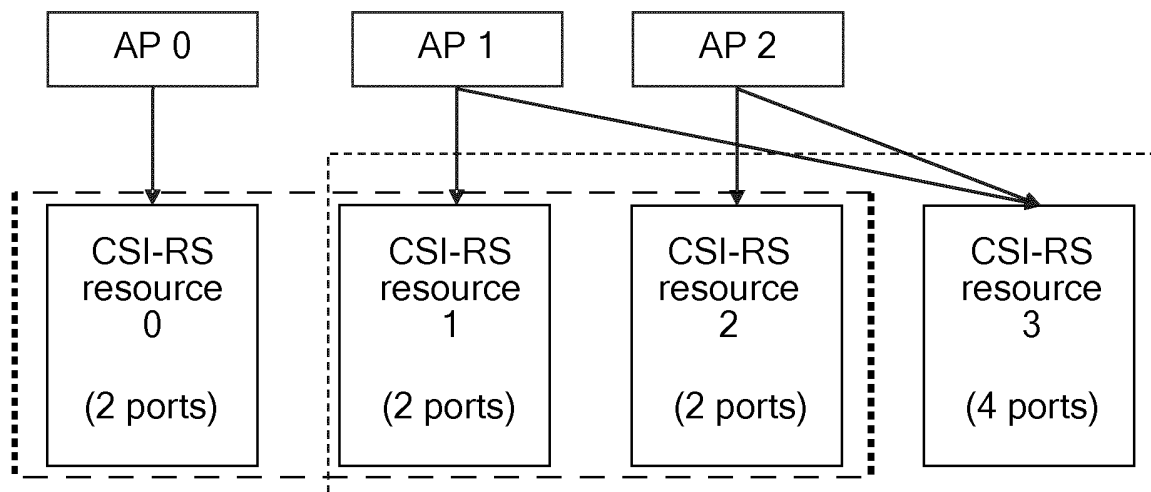 AP 0
AP 1
AP 2
CSI-RS
resource
0
(2 ports)
CSI-RS
resource
1
(2 ports)
CSI-RS
resource
2
(2 ports)
CSI-RS
resource
3
(4 ports)